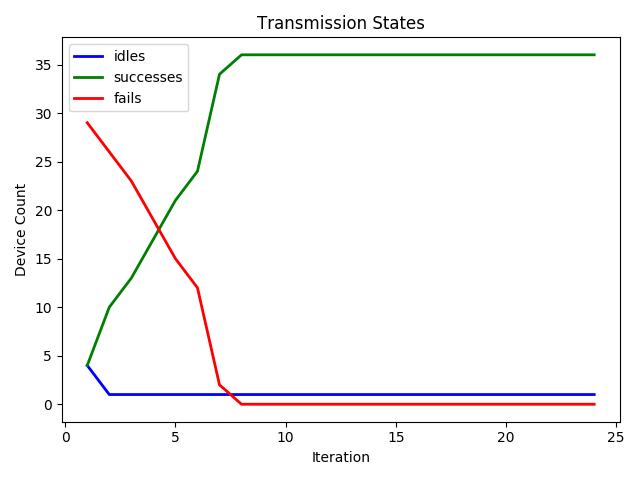 Transmission States
idles
successes
fails
Device Count
35
30
25
20
15
10
5
0
0 5 10 15 20 25
Iteration